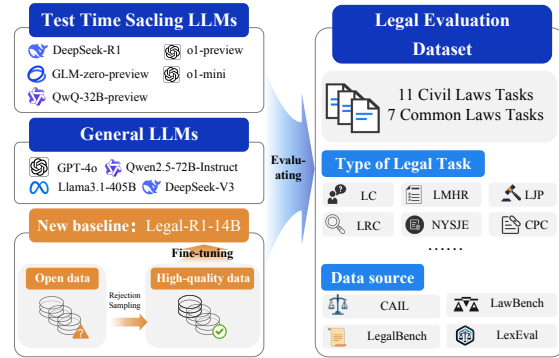 Test Time Sacling LLMs
DeepSeek-R1
o1-preview
GLM-zero-preview
o1-mini
QwQ-32B-preview
General LLMs
GPT-4o
Qwen2.5-72B-Instruct
Llama3.1-405B
DeepSeek-V3
New baseline: Legal-R1-14B
Fine-tuning
Open data
High-quality data
Rejection
Sampling
Evalu-
ating
Legal Evaluation
Dataset
11 Civil Laws Tasks
7 Common Laws Tasks
Type of Legal Task
LC
LMHR
LJP
LRC
NYSJE
CPC
......
Data source
CAIL
LawBench
LegalBench
LexEval